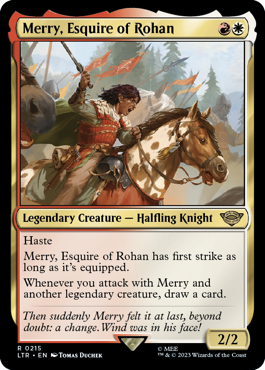 Merry, Esquire of Rohan
Legendary Creature — Halfling Knight
Haste
Merry, Esquire of Rohan has first strike as
long as it's equipped.
Whenever you attack with Merry and
another legendary creature, draw a card.
Then suddenly Merry felt it at last, beyond
doubt: a change. Wind was in his face!
2/2
R 0215
LTR • EN Tomas Duchek
© MEE
™ & © 2023 Wizards of the Coast